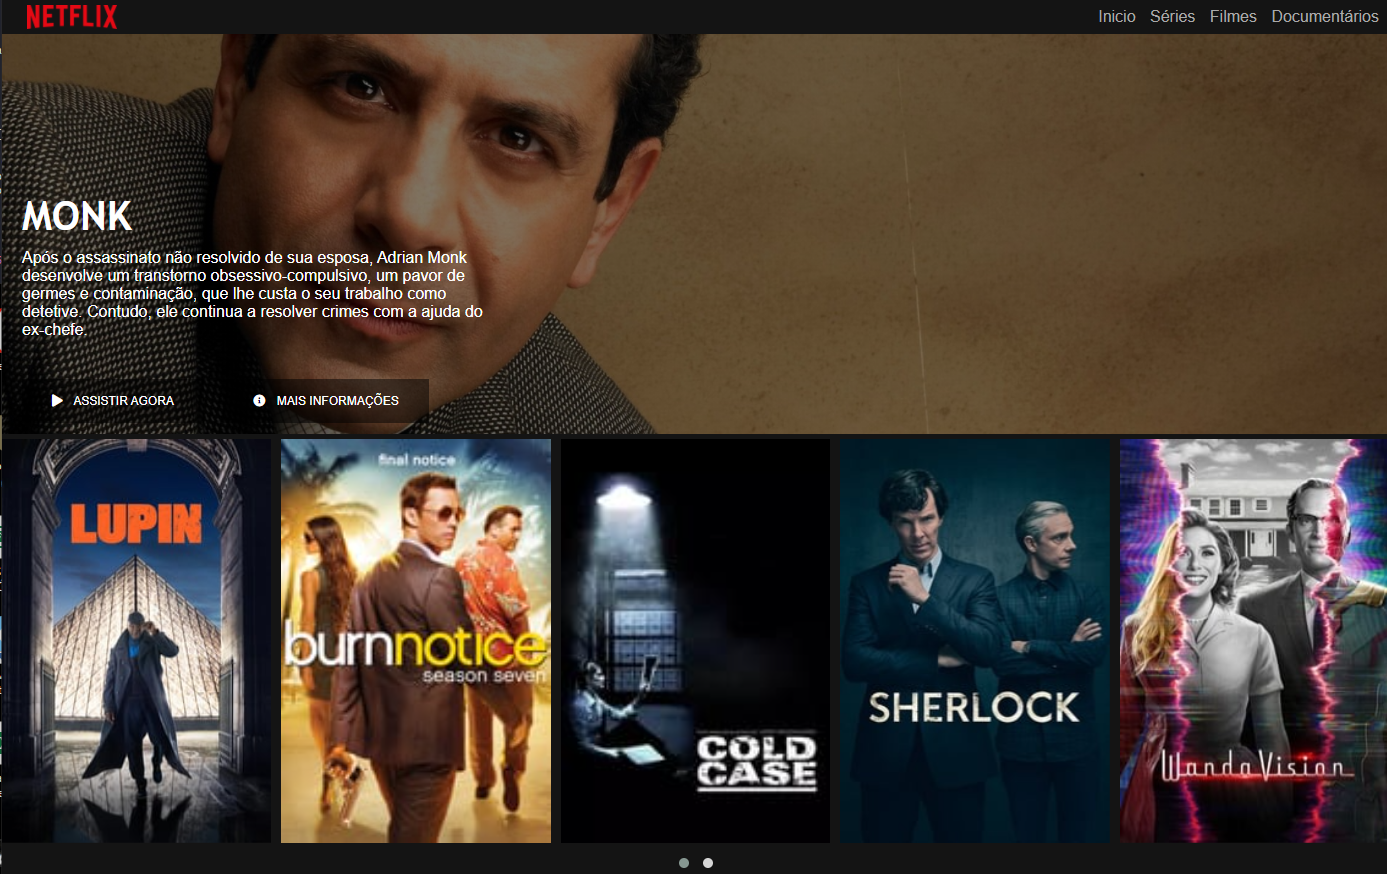 NETFLIX
Inicio Séries Filmes Documentários
MONK
Após o assassinato não resolvido de sua esposa, Adrian Monk
desenvolve um transtorno obsessivo-compulsivo, um pavor de
germes e contaminação, que lhe custa o seu trabalho como
detetive. Contudo, ele continua a resolver crimes com a ajuda do
ex-chefe.
ASSISTIR AGORA
MAIS INFORMAÇÕES
LUPIN
final notice
burnnotice
season seven
COLD
CASE
SHERLOCK
WandaVision